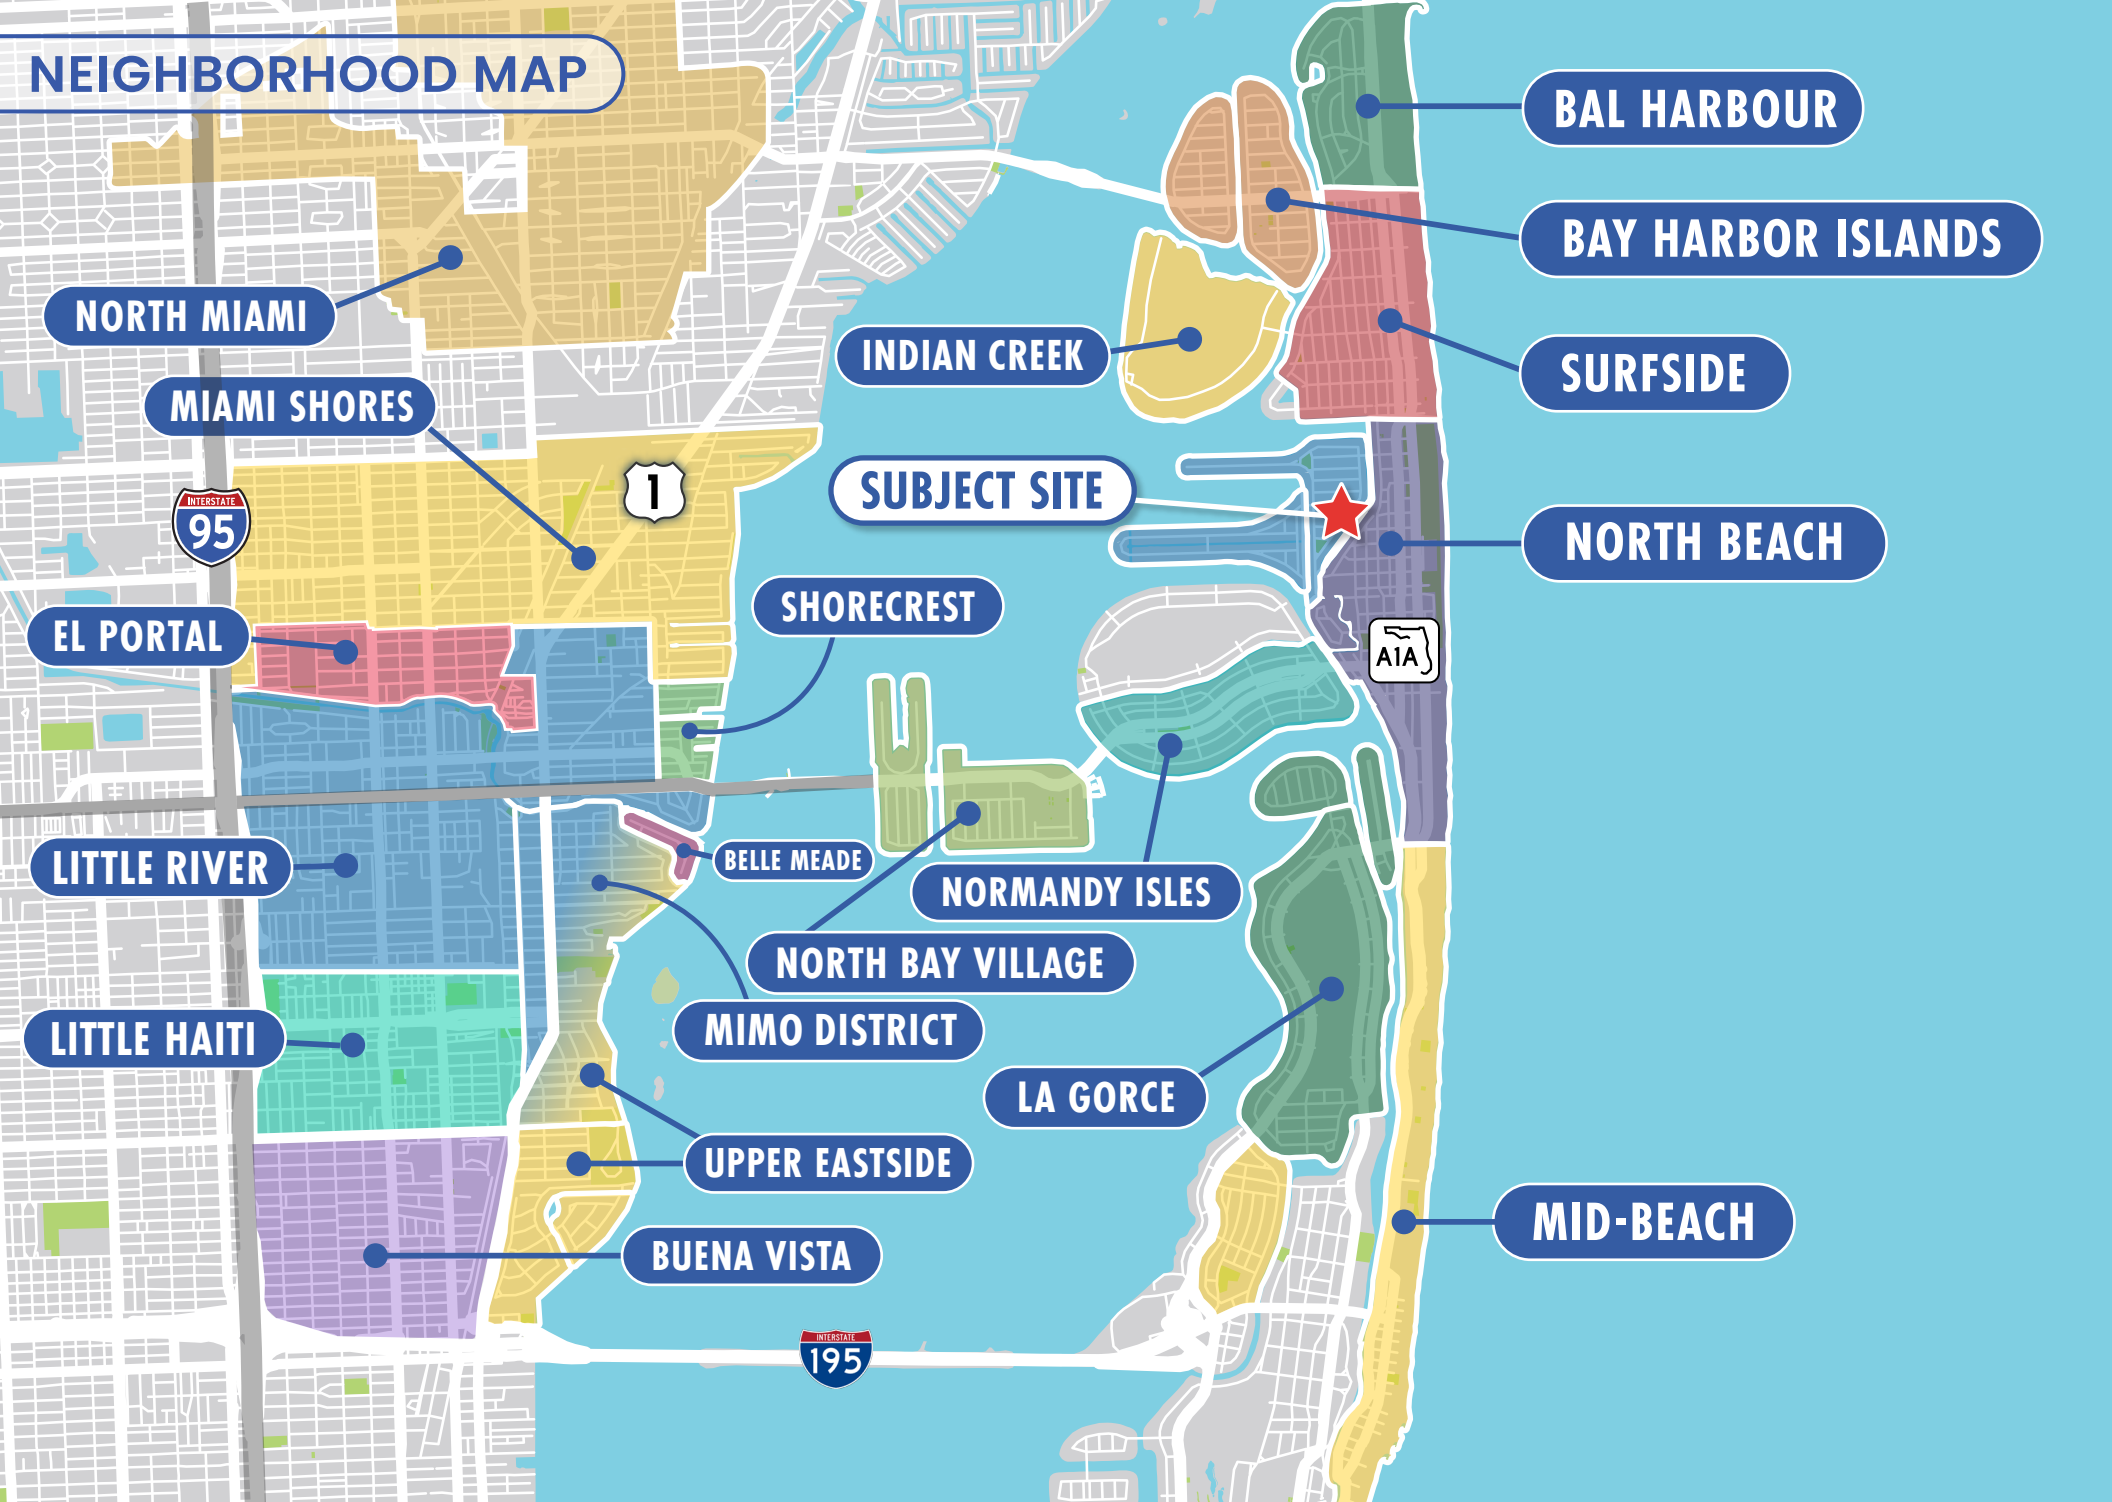 NEIGHBORHOOD MAP
BAL HARBOUR
BAY HARBOR ISLANDS
NORTH MIAMI
INDIAN CREEK
SURFSIDE
MIAMI SHORES
1
SUBJECT SITE
INTERSTATE
95
NORTH BEACH
SHORECREST
EL PORTAL
A1A
LITTLE RIVER
BELLE MEADE
NORMANDY ISLES
NORTH BAY VILLAGE
MIMO DISTRICT
LITTLE HAITI
LA GORCE
UPPER EASTSIDE
MID-BEACH
BUENA VISTA
INTERSTATE
195